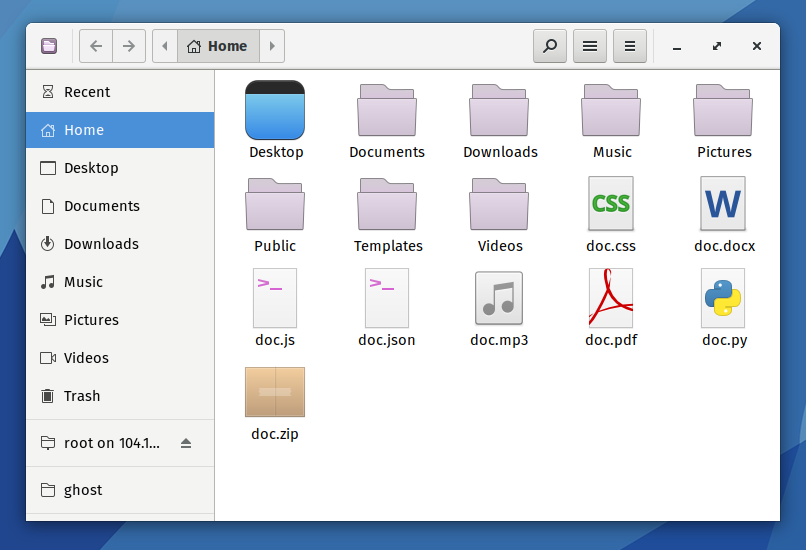 Home
Recent
Home
Desktop
Documents
Downloads
Music
Pictures
Videos
Trash
root on 104.1...
ghost
Desktop
Documents
Downloads
Music
Pictures
Public
Templates
Videos
CSS
doc.css
W
doc.docx
>_
doc.js
>_
doc.json
doc.mp3
doc.pdf
doc.py
doc.zip